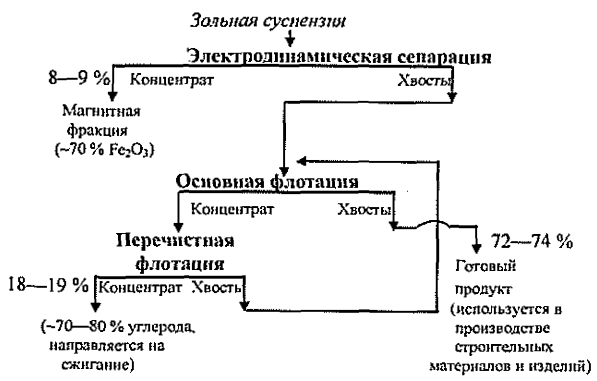 Зольная суспензия
Электродинамическая сепарация
8—9 % Концентрат Хвосты
Магнитная
фракция
(~70 % Fe₂O₃)
Основная флотация
Концентрат Хвосты
Перечистная
флотация
72—74 %
Готовый
продукт
(используется в
производстве
строительных
материалов и изделий)
18—19 % Концентрат Хвосты
(~70—80 % углерода,
направляется на
сжигание)